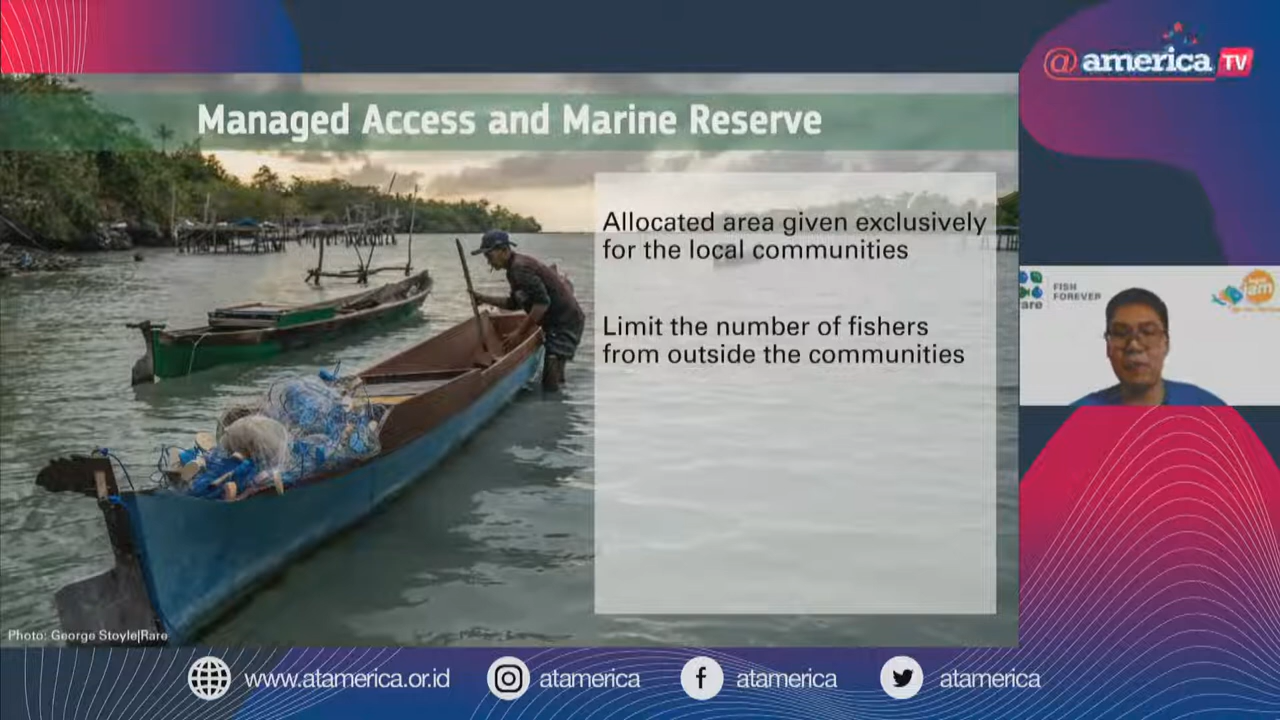 @america TV
Managed Access and Marine Reserve
Allocated area given exclusively
for the local communities
Limit the number of fishers
from outside the communities
FISH
FOREVER
Photo: George Stoyle|Rare
www.atamerica.or.id
atamerica
atamerica
atamerica